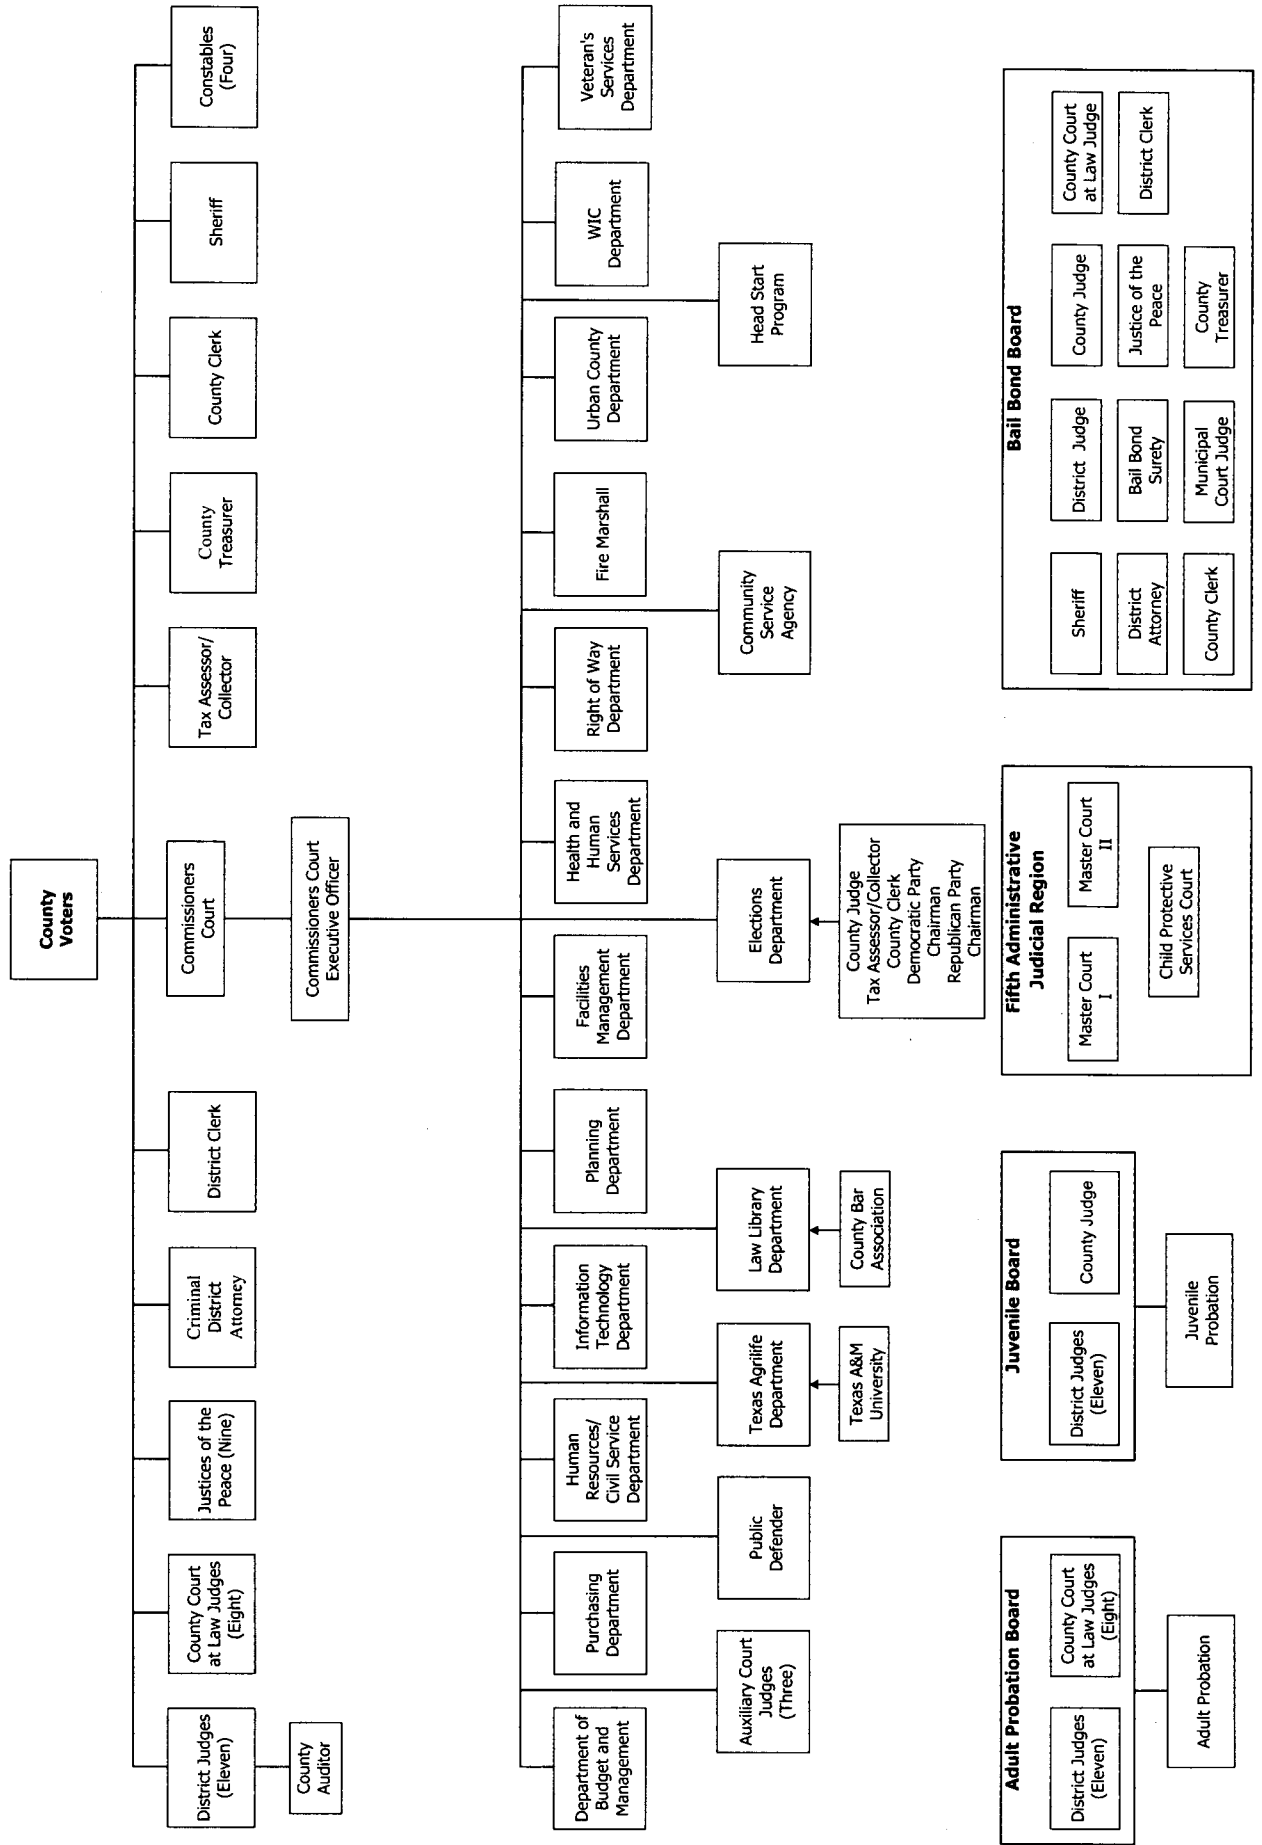 County
Voters
District Judges
(Eleven)
County Court
at Law Judges
(Eight)
Justices of the
Peace (Nine)
Criminal
District
Attorney
District Clerk
Commissioners
Court
Tax Assessor/
Collector
County
Treasurer
County Clerk
Sheriff
Constables
(Four)
County
Auditor
Commissioners Court
Executive Officer
Department of
Budget and
Management
Purchasing
Department
Human
Resources/
Civil Service
Department
Information
Technology
Department
Planning
Department
Facilities
Management
Department
Health and
Human
Services
Department
Right of Way
Department
Fire Marshall
Urban County
Department
WIC
Department
Veteran's
Services
Department
Auxiliary Court
Judges
(Three)
Public
Defender
Texas Agrilife
Department
Law Library
Department
Elections
Department
Community
Service
Agency
Head Start
Program
Texas A&M
University
County Bar
Association
County Judge
Tax Assessor/Collector
County Clerk
Democratic Party
Chairman
Republican Party
Chairman
Adult Probation Board
District Judges
(Eleven)
County Court
at Law Judges
(Eight)
Adult Probation
Juvenile Board
District Judges
(Eleven)
County Judge
Juvenile
Probation
Fifth Administrative
Judicial Region
Master Court
I
Master Court
II
Child Protective
Services Court
Bail Bond Board
Sheriff
District Judge
County Judge
County Court
at Law Judge
District
Attorney
Bail Bond
Surety
Justice of the
Peace
District Clerk
County Clerk
Municipal
Court Judge
County
Treasurer